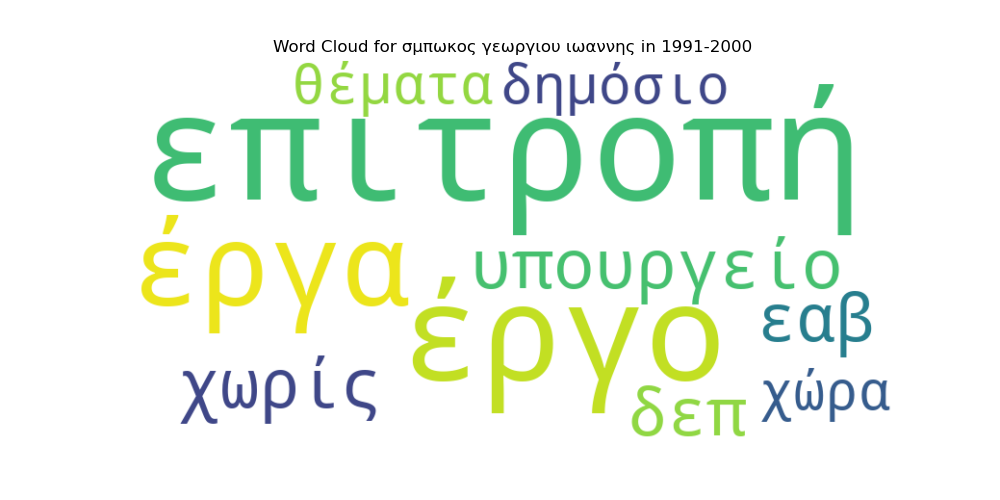 Word Cloud for σμπωκος γεωργιου ιωαννης in 1991-2000
θέματα δημόσιο
επιτροπή
έργα υπουργείο
έργο εαβ
χωρίς δεπ χώρα